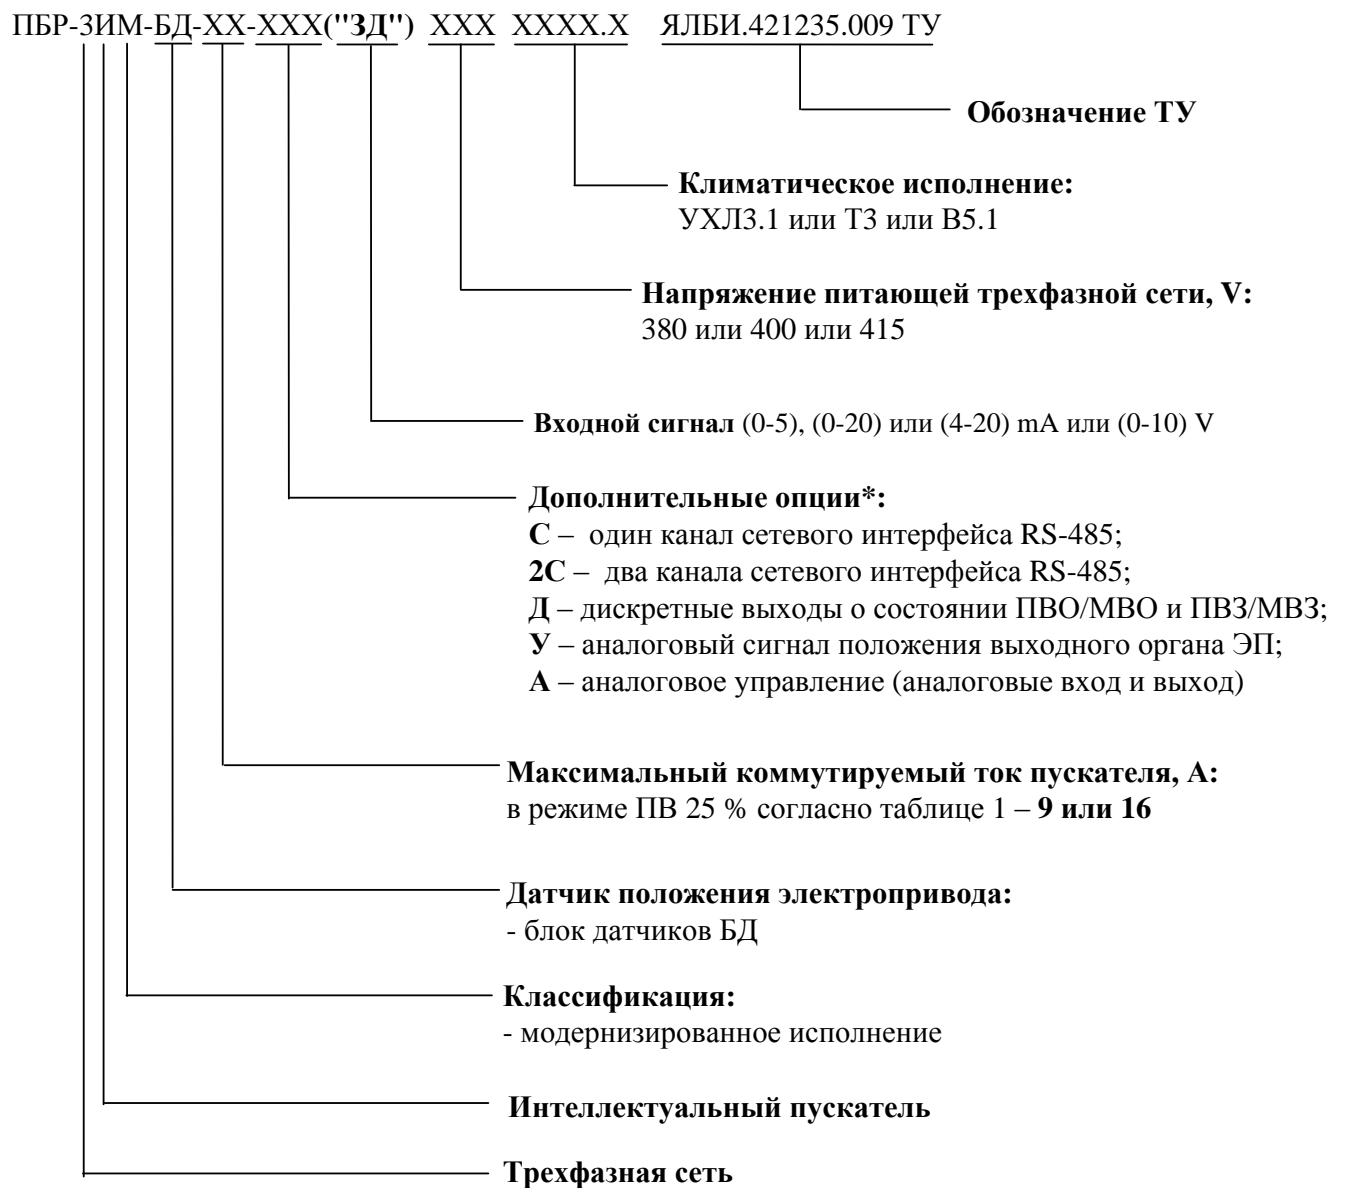 ПБР-3ИМ-БД-ХХ-ХХХ("ЗД") ХХХ ХХХХ.Х ЯЛБИ.421235.009 ТУ
Обозначение ТУ
Климатическое исполнение:
УХЛ3.1 или Т3 или В5.1
Напряжение питающей трехфазной сети, V:
380 или 400 или 415
Входной сигнал (0-5), (0-20) или (4-20) mA или (0-10) V
Дополнительные опции*:
С – один канал сетевого интерфейса RS-485;
2С – два канала сетевого интерфейса RS-485;
Д – дискретные выходы о состоянии ПВО/МВО и ПВЗ/МВЗ;
У – аналоговый сигнал положения выходного органа ЭП;
А – аналоговое управление (аналоговые вход и выход)
Максимальный коммутируемый ток пускателя, А:
в режиме ПВ 25 % согласно таблице 1 – 9 или 16
Датчик положения электропривода:
- блок датчиков БД
Классификация:
- модернизированное исполнение
Интеллектуальный пускатель
Трехфазная сеть